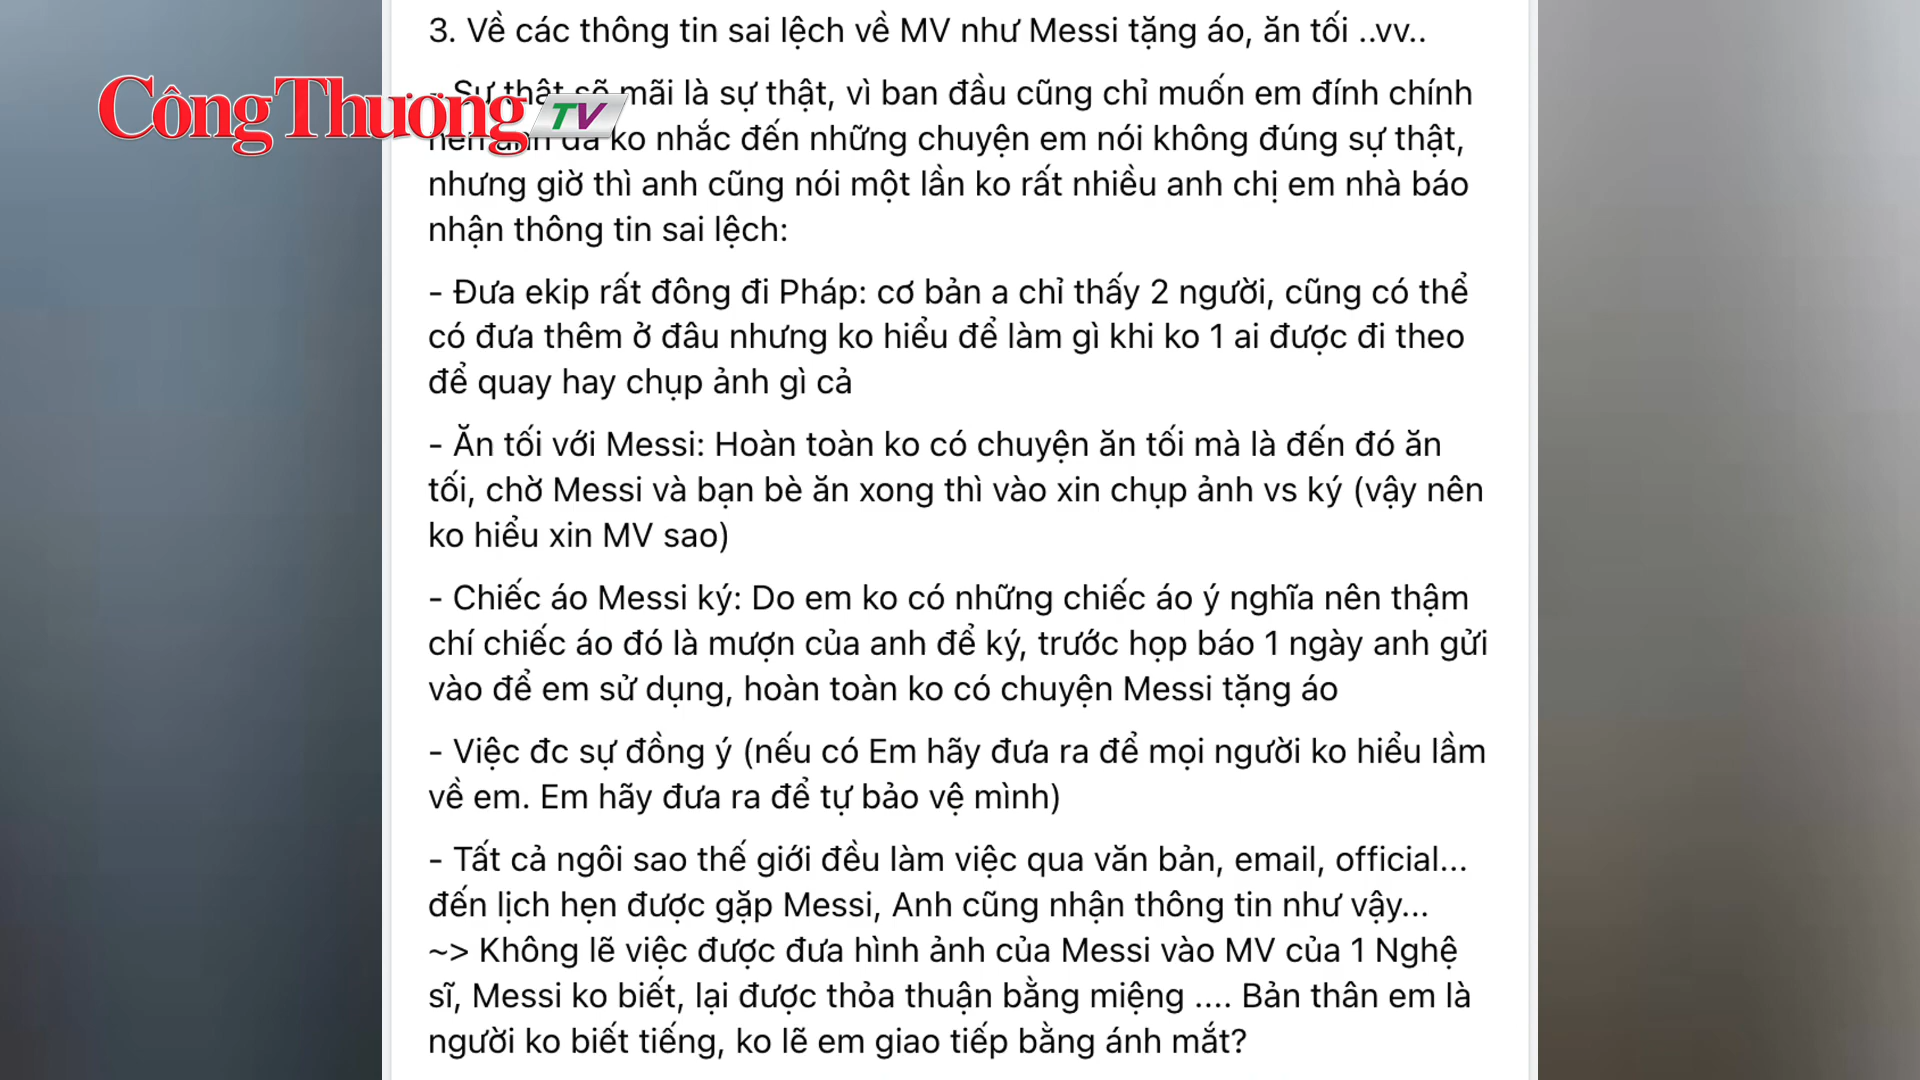 3. Về các thông tin sai lệch về MV như Messi tặng áo, ăn tối ..vv..
Công Thương TV
- Sự thật sẽ mãi là sự thật, vì ban đầu cũng chỉ muốn em đính chính
nên anh đã ko nhắc đến những chuyện em nói không đúng sự thật,
nhưng giờ thì anh cũng nói một lần ko rất nhiều anh chị em nhà báo
nhận thông tin sai lệch:
- Đưa ekip rất đông đi Pháp: cơ bản a chỉ thấy 2 người, cũng có thể
có đưa thêm ở đâu nhưng ko hiểu để làm gì khi ko 1 ai được đi theo
để quay hay chụp ảnh gì cả
- Ăn tối với Messi: Hoàn toàn ko có chuyện ăn tối mà là đến đó ăn
tối, chờ Messi và bạn bè ăn xong thì vào xin chụp ảnh vs ký (vậy nên
ko hiểu xin MV sao)
- Chiếc áo Messi ký: Do em ko có những chiếc áo ý nghĩa nên thậm
chí chiếc áo đó là mượn của anh để ký, trước họp báo 1 ngày anh gửi
vào để em sử dụng, hoàn toàn ko có chuyện Messi tặng áo
- Việc đc sự đồng ý (nếu có Em hãy đưa ra để mọi người ko hiểu lầm
về em. Em hãy đưa ra để tự bảo vệ mình)
- Tất cả ngôi sao thế giới đều làm việc qua văn bản, email, official...
đến lịch hẹn được gặp Messi, Anh cũng nhận thông tin như vậy...
~> Không lẽ việc được đưa hình ảnh của Messi vào MV của 1 Nghệ
sĩ, Messi ko biết, lại được thỏa thuận bằng miệng .... Bản thân em là
người ko biết tiếng, ko lẽ em giao tiếp bằng ánh mắt?